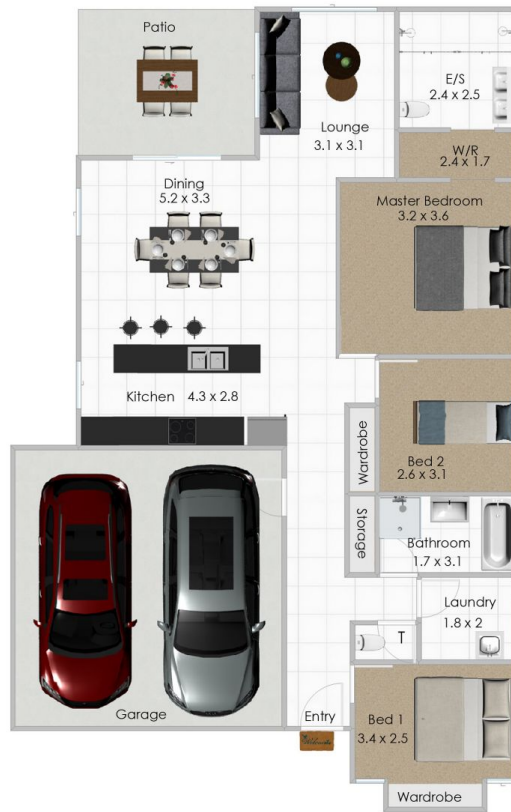 Patio
E/S
2.4 x 2.5
Lounge
3.1 x 3.1
W/R
2.4 x 1.7
Dining
5.2 x 3.3
Master Bedroom
3.2 x 3.6
Kitchen 4.3 x 2.8
Wardrobe
Bed 2
2.6 x 3.1
Storage
Bathroom
1.7 x 3.1
Laundry
1.8 x 2
T
Garage
Entry
Bed 1
3.4 x 2.5
Wardrobe